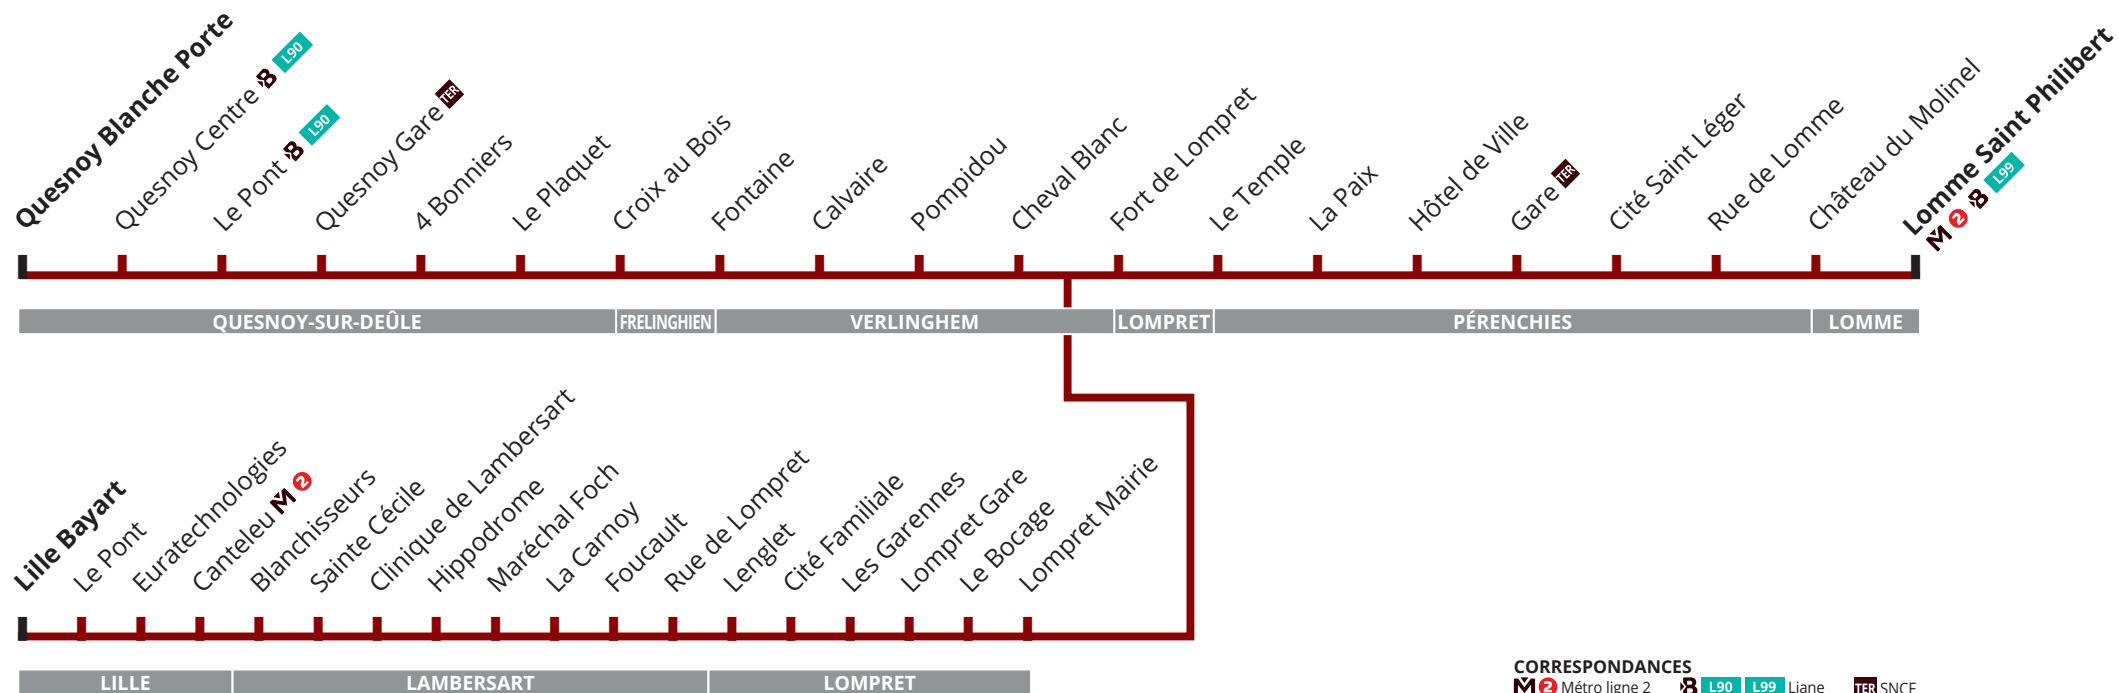 Quesnoy Blanche Porte
Quesnoy Centre B L90
Le Pont B L90
Quesnoy Gare TER
4 Bonniers
Le Plaquet
Croix au Bois
Fontaine
Calvaire
Pompidou
Cheval Blanc
Fort de Lompret
Le Temple
La Paix
Hôtel de Ville
Gare TER
Cité Saint Léger
Rue de Lomme
Château du Molinel
Lomme Saint Philibert
M 2 B L99
QUESNOY-SUR-DEÛLE
FRELINGHIEN
VERLINGHEM
LOMPRET
PÉRENCHIES
LOMME
Lille Bayart
Le Pont
Euratechnologies
Canteleu M 2
Blanchisseurs
Sainte Cécile
Clinique de Lambersart
Hippodrome
Maréchal Foch
La Carnoy
Foucault
Rue de Lompret
Lenglet
Cité Familiale
Les Garennes
Lompret Gare
Le Bocage
Lompret Mairie
LILLE
LAMBERSART
LOMPRET
CORRESPONDANCES
M 2 Métro ligne 2 B L90 L99 Liane TER SNCF